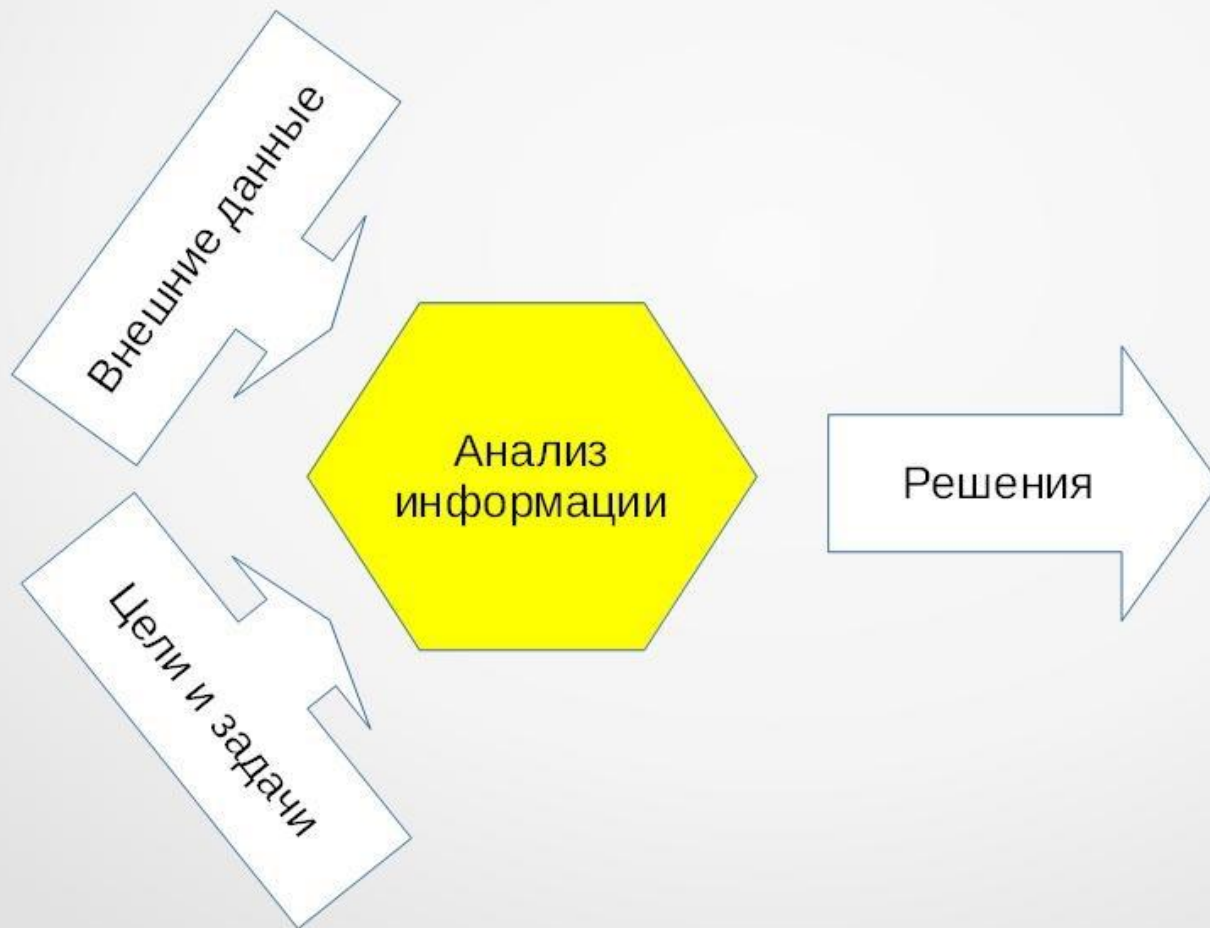 Внешние данные
Анализ
информации
Решения
Цели и задачи